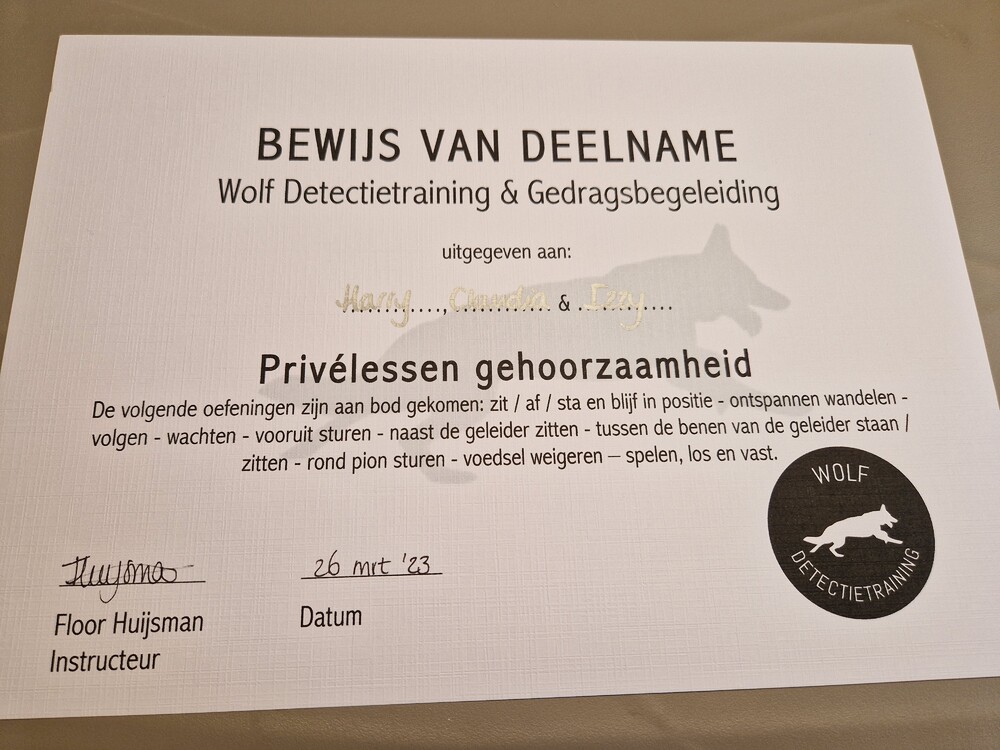 BEWIJS VAN DEELNAME
Wolf Detectietraining & Gedragsbegeleiding
uitgegeven aan:
Harry...., Claudia & Izzy....
Privélessen gehoorzaamheid
De volgende oefeningen zijn aan bod gekomen: zit / af / sta en blijf in positie - ontspannen wandelen -
volgen - wachten - vooruit sturen - naast de geleider zitten - tussen de benen van de geleider staan /
zitten - rond pion sturen - voedsel weigeren – spelen, los en vast.
WOLF
DETECTIETRAINING
Huijsman
26 mrt '23
Floor Huijsman
Datum
Instructeur